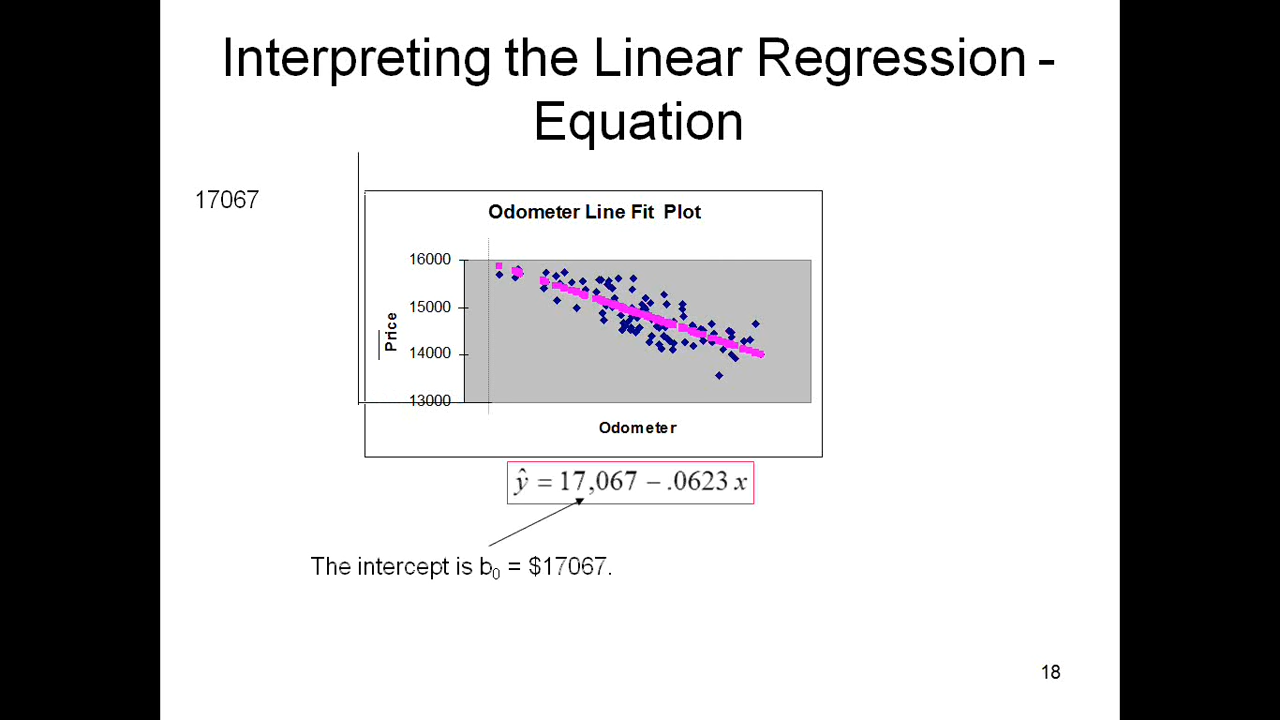 Interpreting the Linear Regression -
Equation
17067
Odometer Line Fit Plot
16000
15000
14000
13000
Price
Odometer
ŷ = 17,067 − .0623 x
The intercept is b₀ = $17067.
18